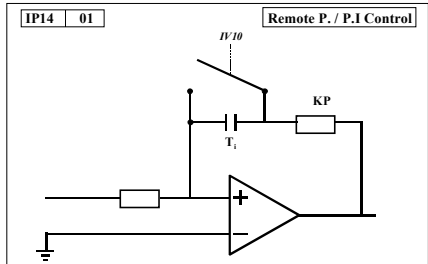 IP14 01
Remote P. / P.I Control
IV10
KP
Ti
+
−